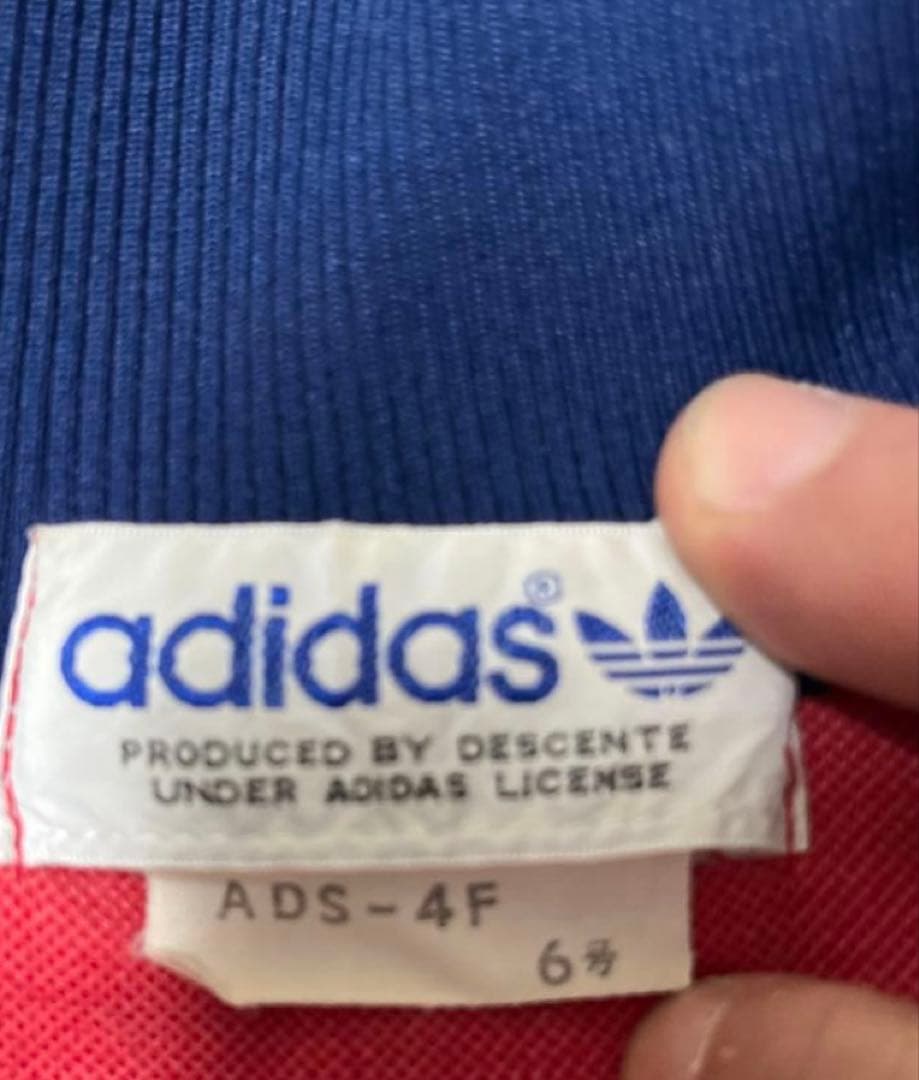 adidas®
PRODUCED BY DESCENTE
UNDER ADIDAS LICENSE
ADS-4F
6号